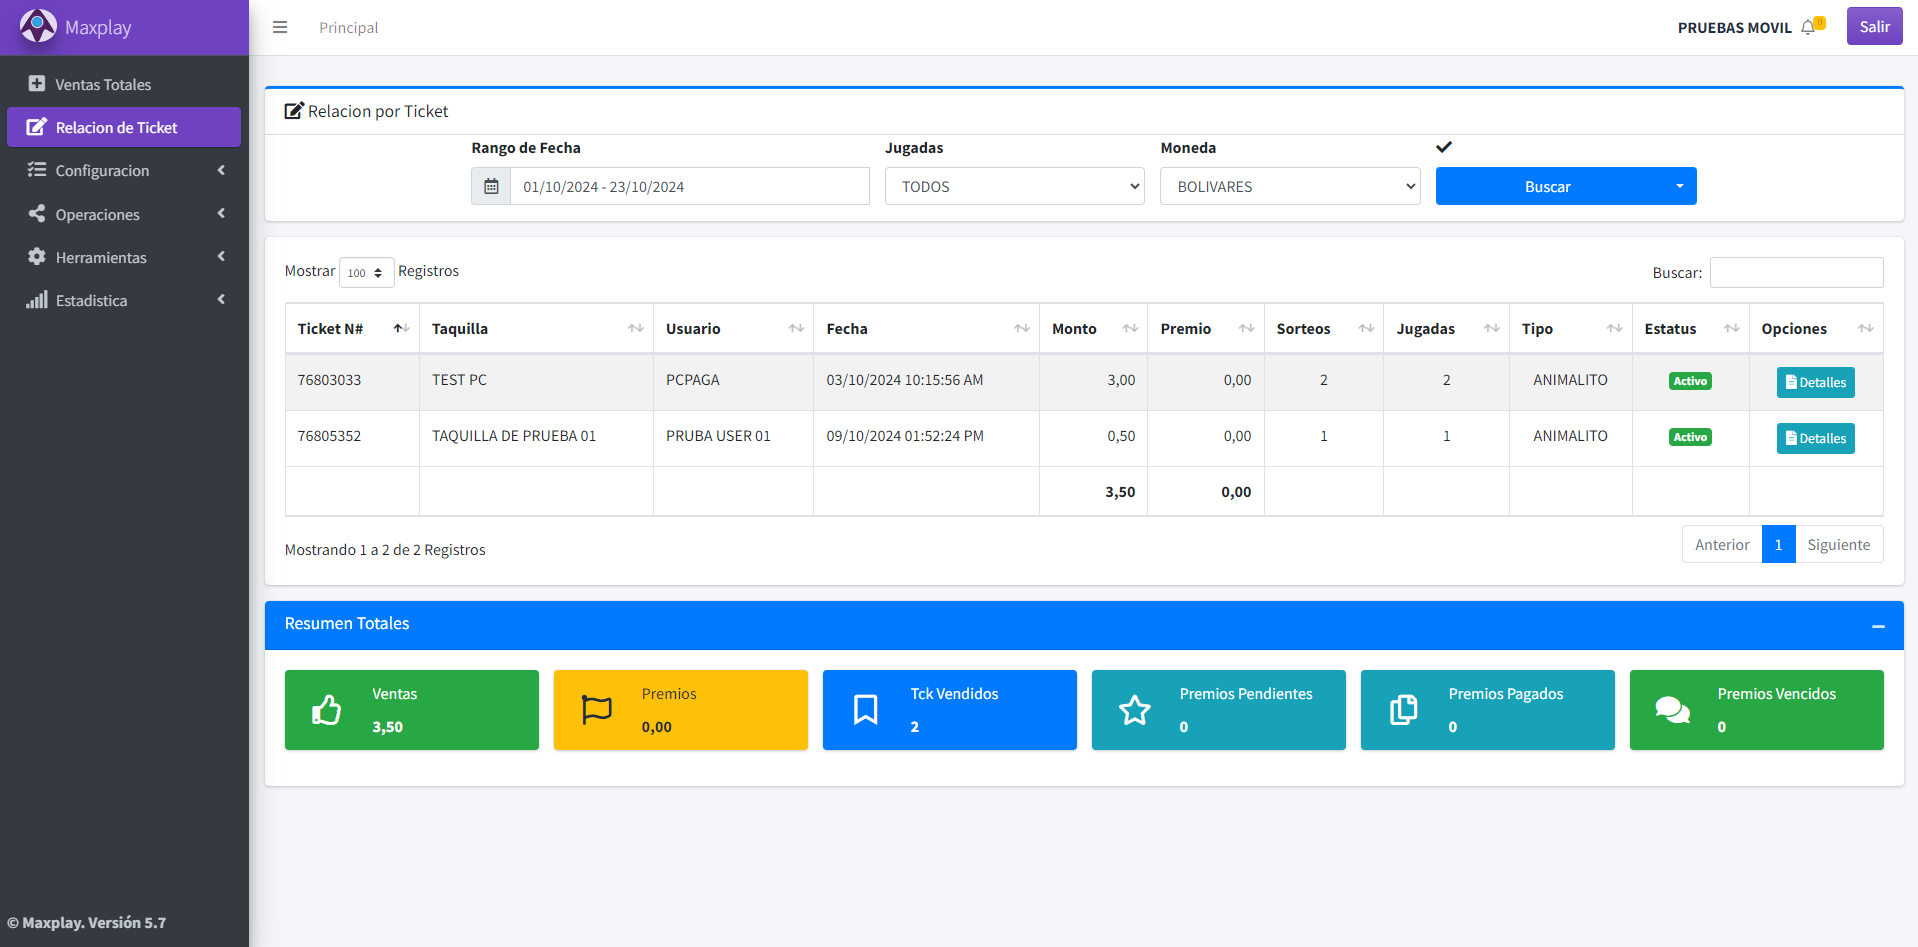 Maxplay
Principal
PRUEBAS MOVIL
0
Salir
Ventas Totales
Relacion de Ticket
Configuracion
Operaciones
Herramientas
Estadistica
Relacion por Ticket
Rango de Fecha
Jugadas
Moneda
01/10/2024 - 23/10/2024
TODOS
BOLIVARES
Buscar
Mostrar 100 Registros
Buscar:
Ticket N# Taquilla Usuario Fecha Monto Premio Sorteos Jugadas Tipo Estatus Opciones
76803033 TEST PC PCPAGA 03/10/2024 10:15:56 AM 3,00 0,00 2 2 ANIMALITO Activo Detalles
76805352 TAQUILLA DE PRUEBA 01 PRUBA USER 01 09/10/2024 01:52:24 PM 0,50 0,00 1 1 ANIMALITO Activo Detalles
3,50 0,00
Mostrando 1 a 2 de 2 Registros
Anterior 1 Siguiente
Resumen Totales
Ventas
3,50
Premios
0,00
Tck Vendidos
2
Premios Pendientes
0
Premios Pagados
0
Premios Vencidos
0
© Maxplay. Versión 5.7